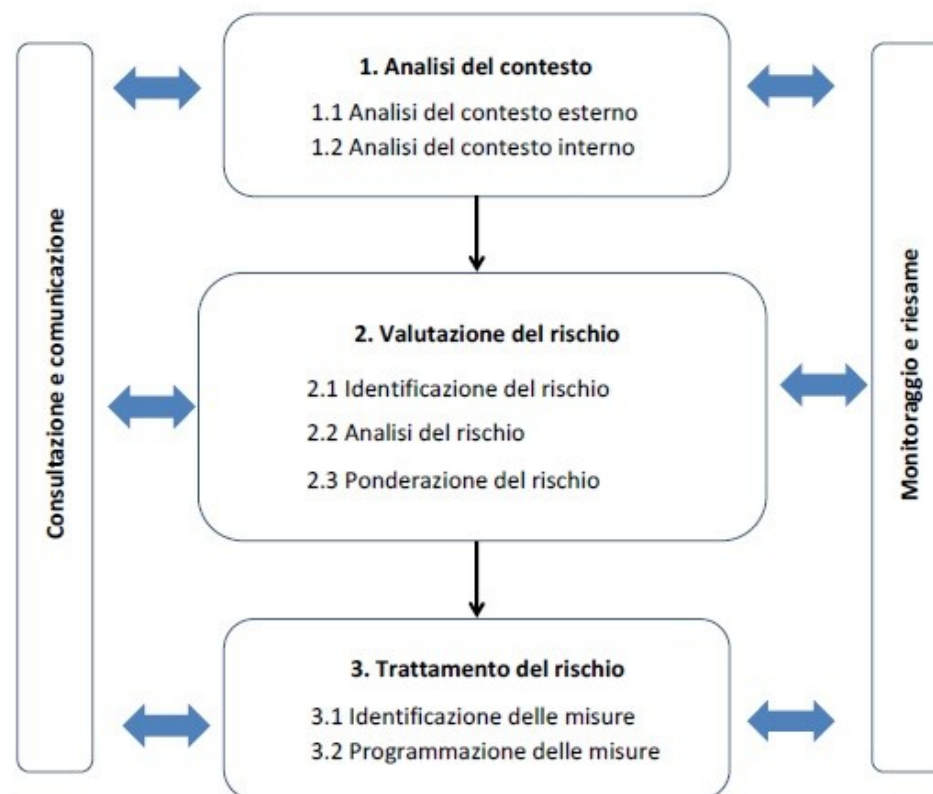 Consultazione e comunicazione
1. Analisi del contesto
1.1 Analisi del contesto esterno
1.2 Analisi del contesto interno
2. Valutazione del rischio
2.1 Identificazione del rischio
2.2 Analisi del rischio
2.3 Ponderazione del rischio
3. Trattamento del rischio
3.1 Identificazione delle misure
3.2 Programmazione delle misure
Monitoraggio e riesame